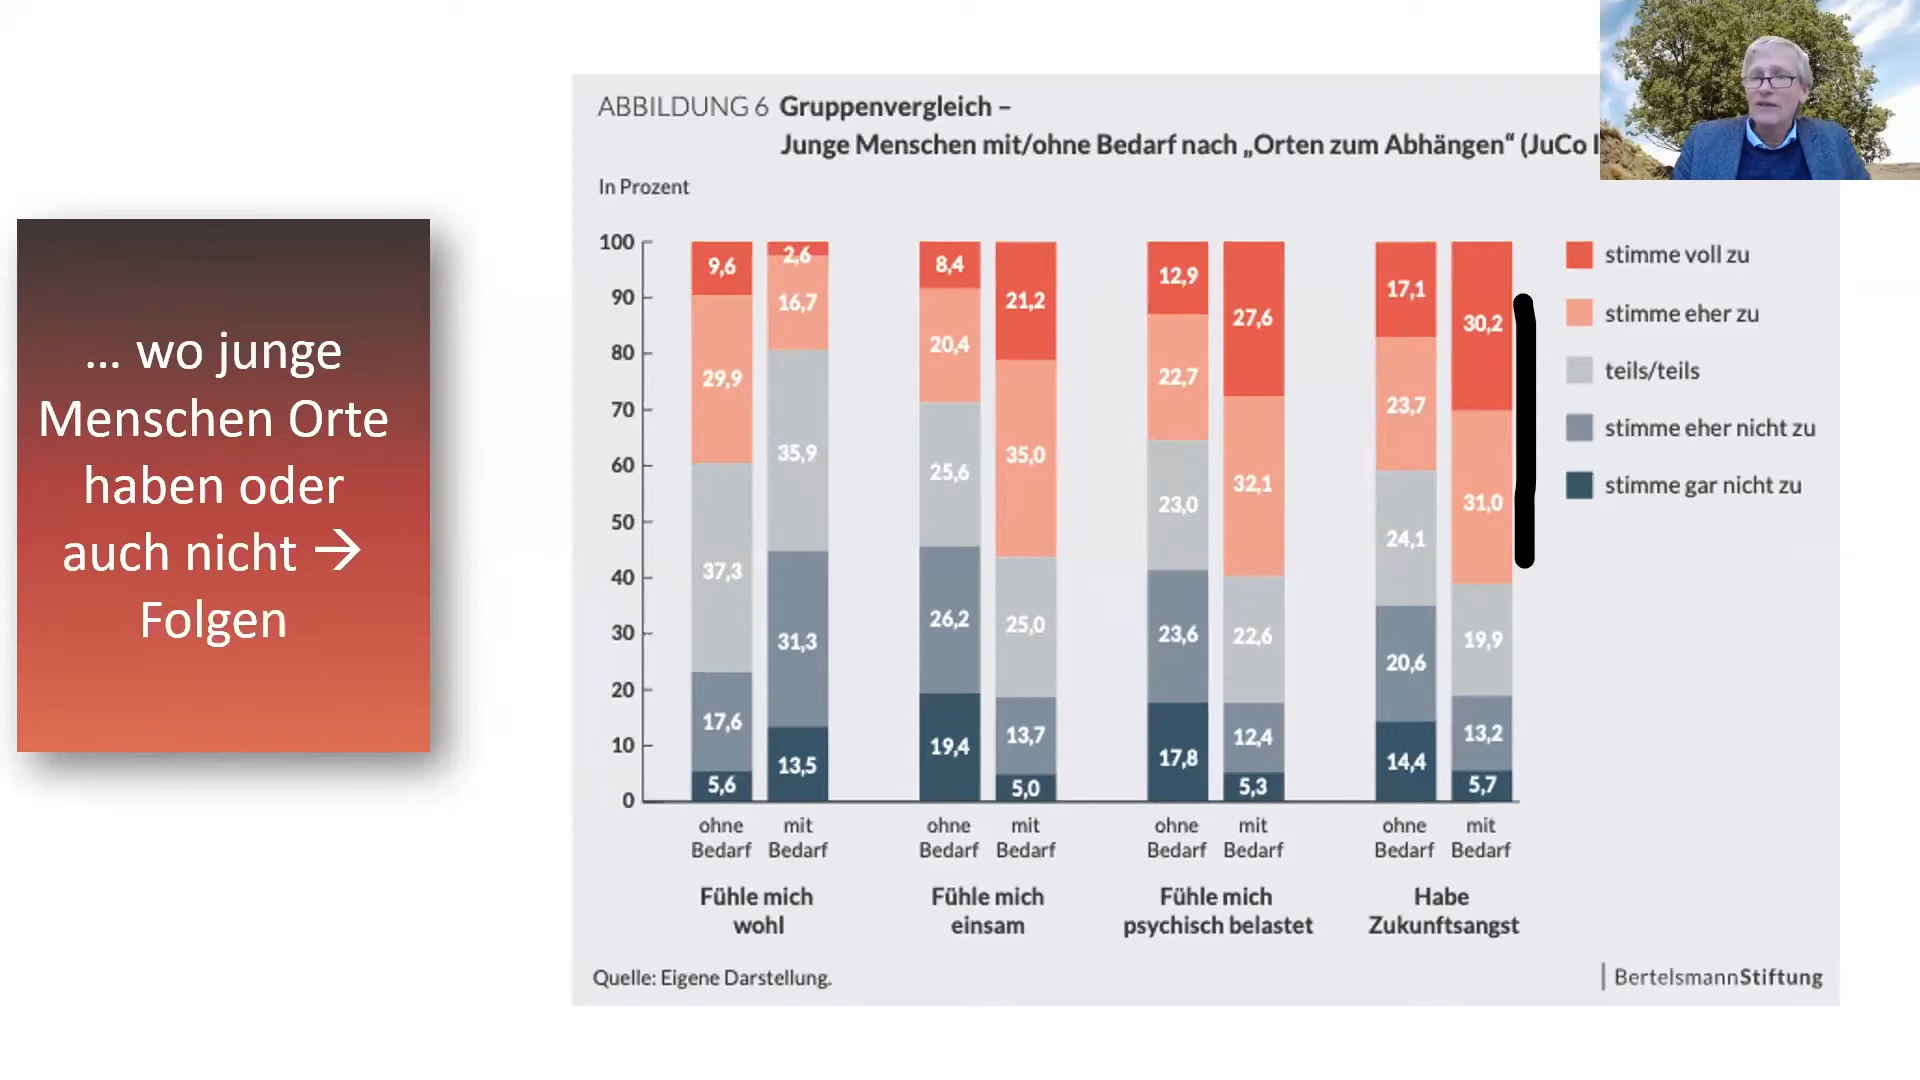 ... wo junge
Menschen Orte
haben oder
auch nicht →
Folgen
ABBILDUNG 6 Gruppenvergleich –
Junge Menschen mit/ohne Bedarf nach „Orten zum Abhängen“ (JuCo
In Prozent
100
90
80
70
60
50
40
30
20
10
0
9,6
29,9
37,3
17,6
5,6
2,6
16,7
35,9
31,3
13,5
8,4
20,4
25,6
26,2
19,4
21,2
35,0
25,0
13,7
5,0
12,9
22,7
23,0
23,6
17,8
27,6
32,1
22,6
12,4
5,3
17,1
23,7
24,1
20,6
14,4
30,2
31,0
19,9
13,2
5,7
stimme voll zu
stimme eher zu
teils/teils
stimme eher nicht zu
stimme gar nicht zu
ohne mit ohne mit ohne mit ohne mit
Bedarf Bedarf Bedarf Bedarf Bedarf Bedarf Bedarf Bedarf
Fühle mich Fühle mich Fühle mich Habe
wohl einsam psychisch belastet Zukunftsangst
Quelle: Eigene Darstellung.
BertelsmannStiftung